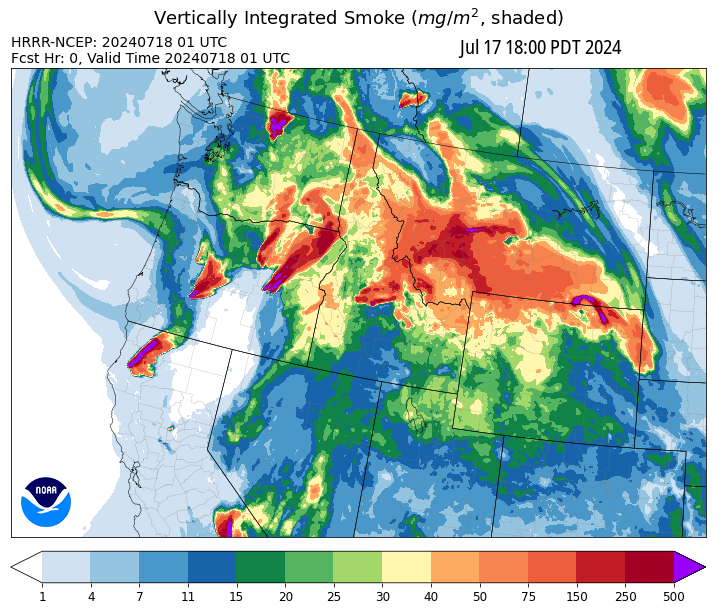 Vertically Integrated Smoke (mg/m², shaded)
HRRR-NCEP: 20240718 01 UTC
Jul 17 18:00 PDT 2024
Fcst Hr: 0, Valid Time 20240718 01 UTC
NOAA
1 4 7 11 15 20 25 30 40 50 75 150 250 500